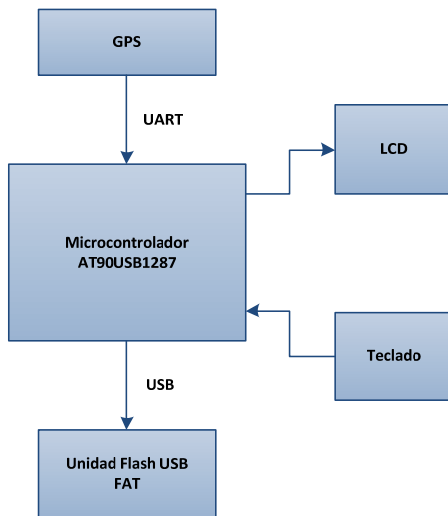 GPS
UART
LCD
Microcontrolador
AT90USB1287
Teclado
USB
Unidad Flash USB
FAT